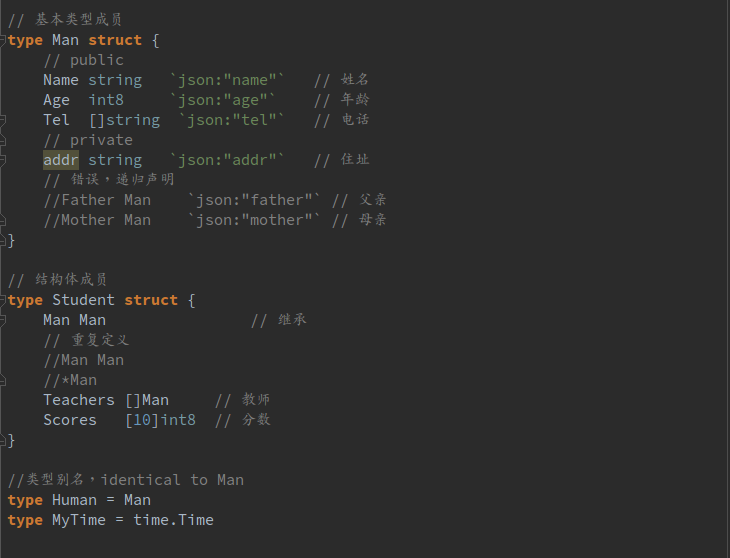 // 基本类型成员
type Man struct {
// public
Name string `json:"name"` // 姓名
Age int8 `json:"age"` // 年龄
Tel []string `json:"tel"` // 电话
// private
addr string `json:"addr"` // 住址
// 错误，递归声明
//Father Man `json:"father"` // 父亲
//Mother Man `json:"mother"` // 母亲
}
// 结构体成员
type Student struct {
Man Man // 继承
// 重复定义
//Man Man
//*Man
Teachers []Man // 教师
Scores [10]int8 // 分数
}
//类型别名，identical to Man
type Human = Man
type MyTime = time.Time